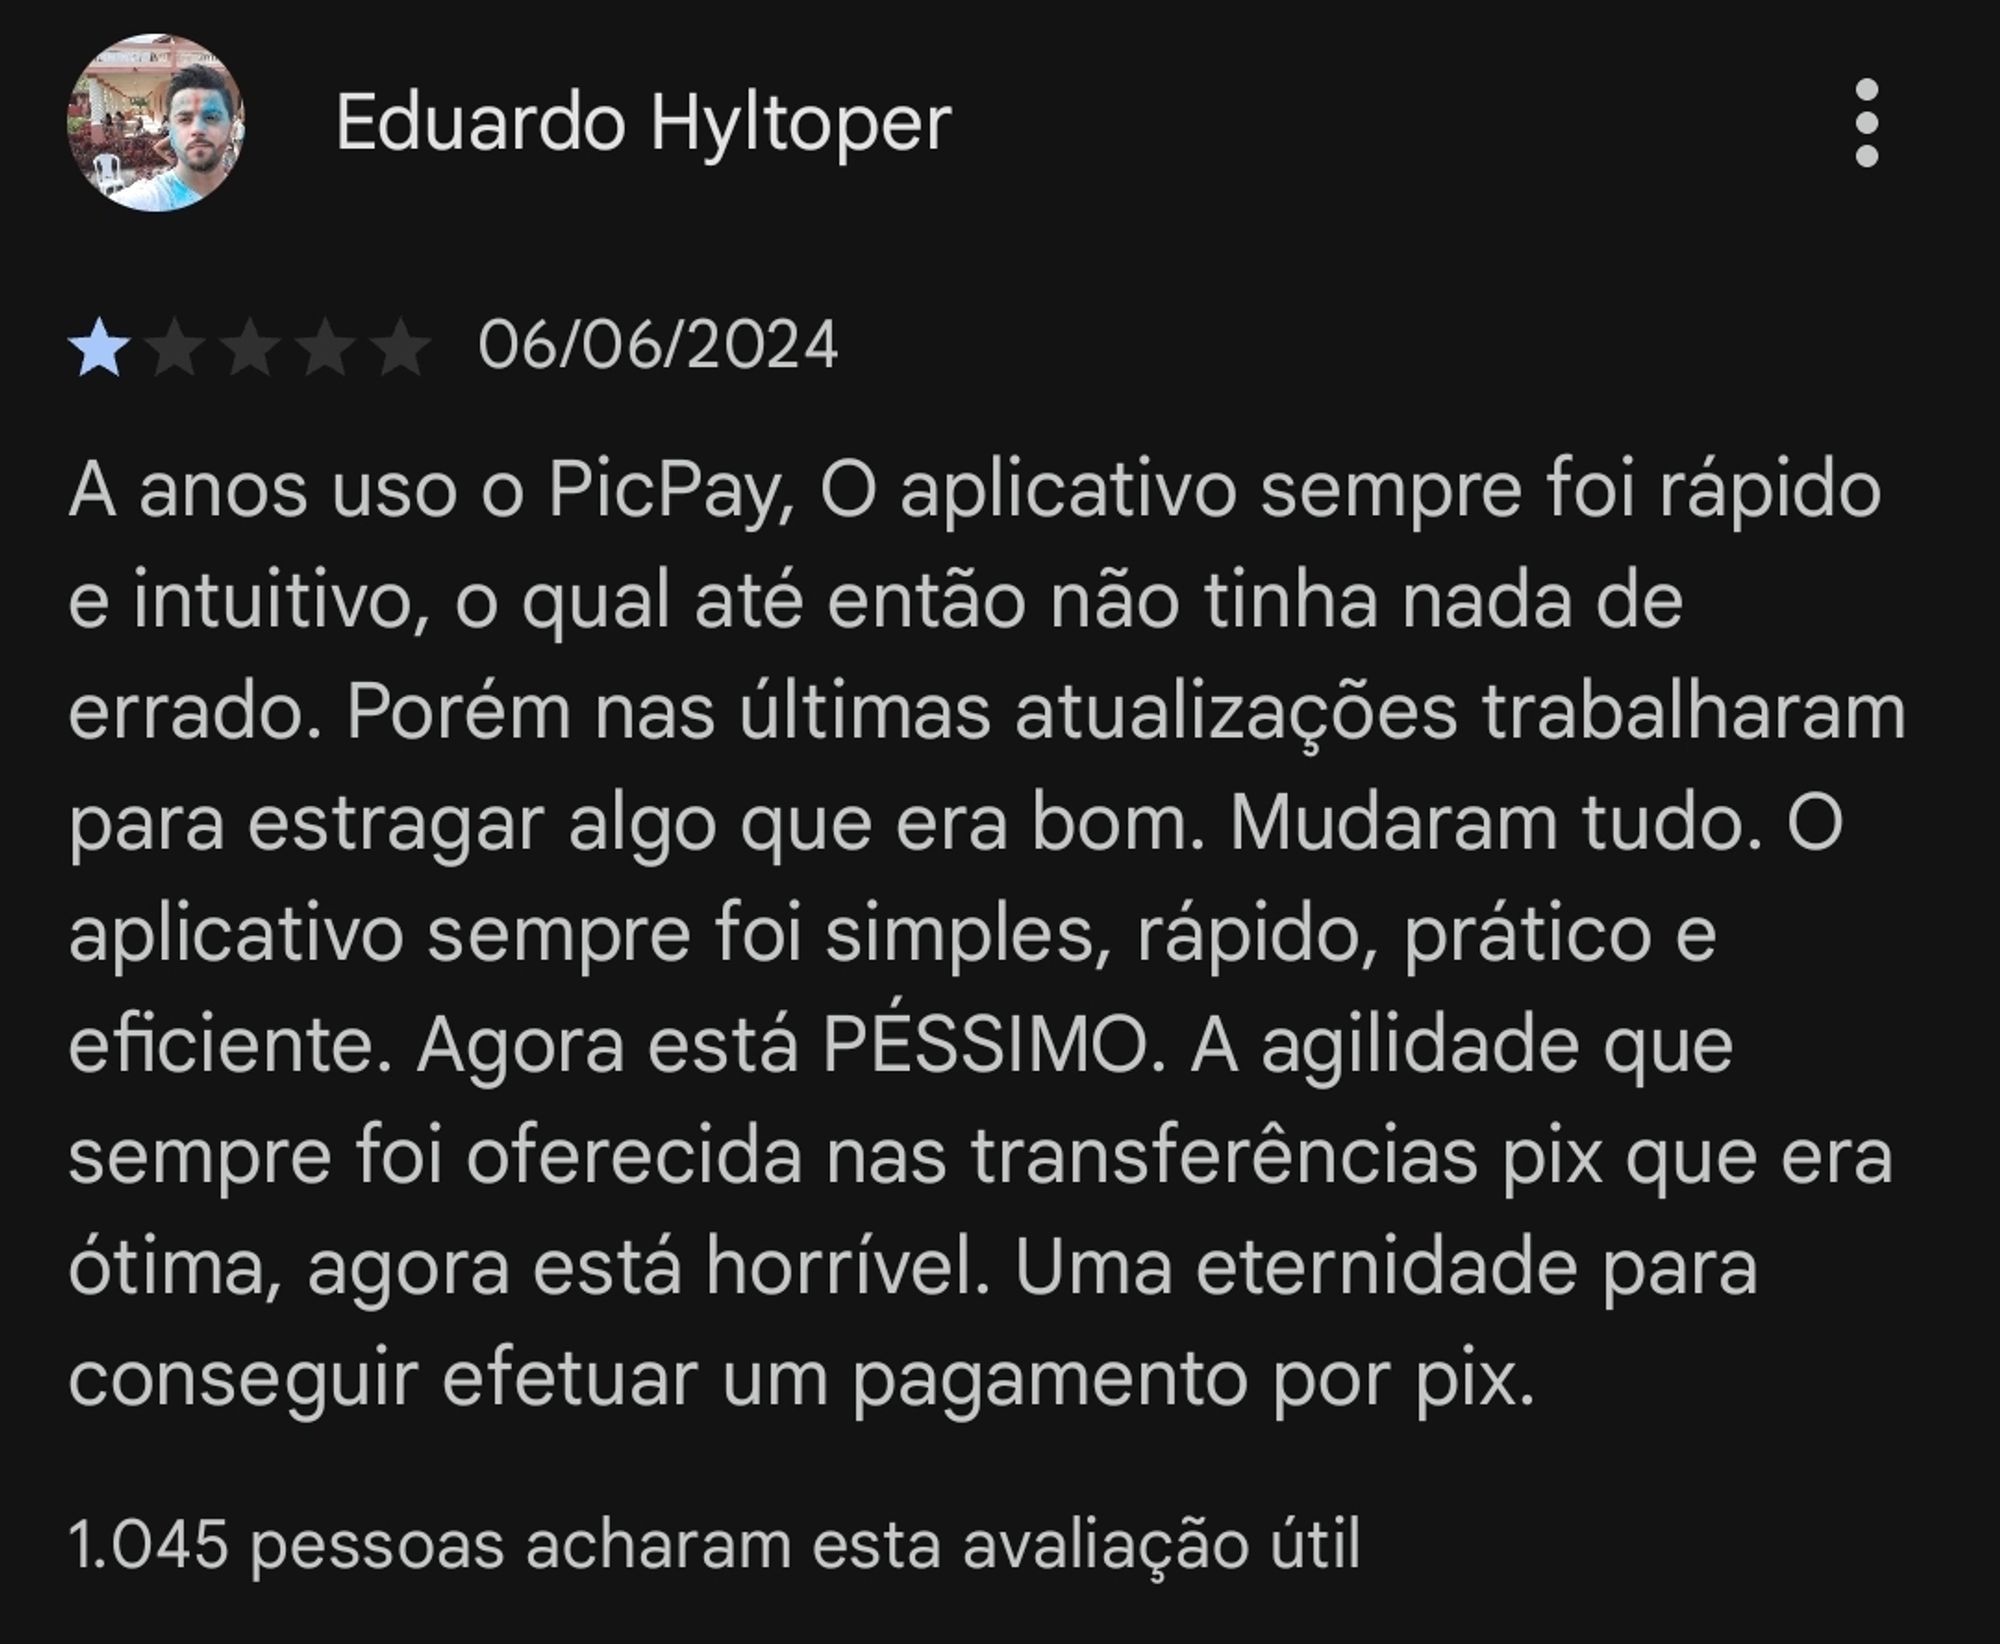 Eduardo Hyltoper
06/06/2024
A anos uso o PicPay, O aplicativo sempre foi rápido
e intuitivo, o qual até então não tinha nada de
errado. Porém nas últimas atualizações trabalharam
para estragar algo que era bom. Mudaram tudo. O
aplicativo sempre foi simples, rápido, prático e
eficiente. Agora está PÉSSIMO. A agilidade que
sempre foi oferecida nas transferências pix que era
ótima, agora está horrível. Uma eternidade para
conseguir efetuar um pagamento por pix.
1.045 pessoas acharam esta avaliação útil